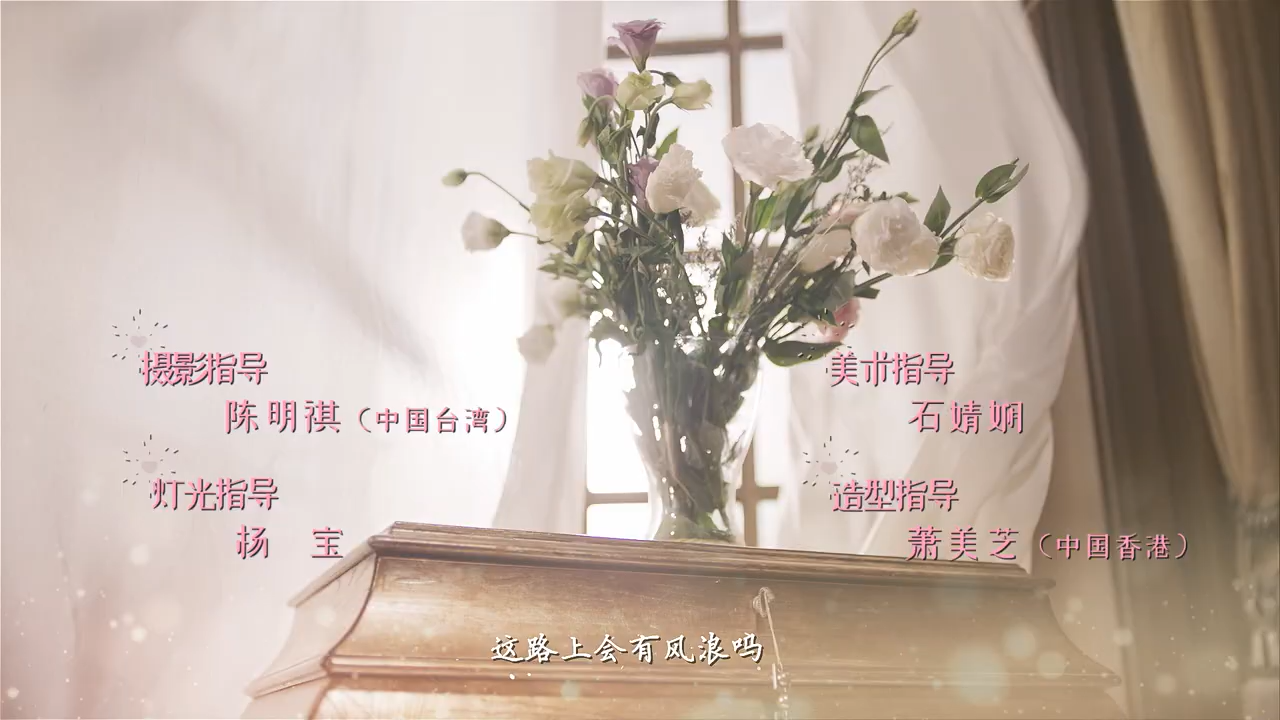 摄影指导
陈明祺（中国台湾）
灯光指导
杨 宝
美术指导
石婧娴
造型指导
萧美芝（中国香港）
这路上会有风浪吗